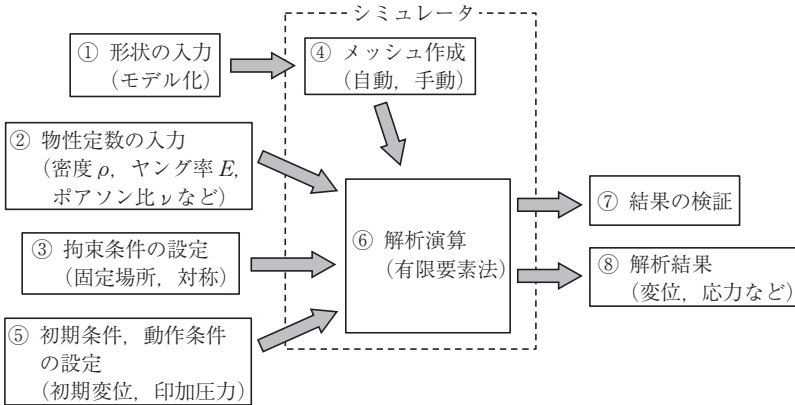 シミュレータ
① 形状の入力
（モデル化）
④ メッシュ作成
（自動，手動）
② 物性定数の入力
（密度 ρ，ヤング率 E，
ポアソン比 ν など）
③ 拘束条件の設定
（固定場所，対称）
⑤ 初期条件，動作条件
の設定
（初期変位，印加圧力）
⑥ 解析演算
（有限要素法）
⑦ 結果の検証
⑧ 解析結果
（変位，応力など）